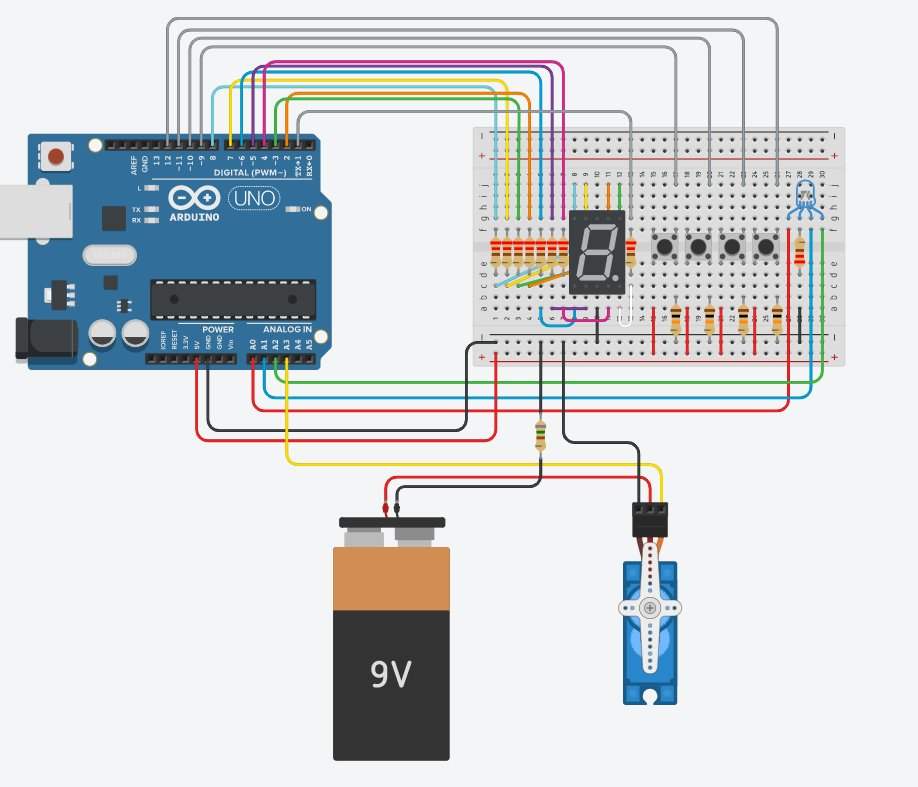 AREF
GND
13
12
~11
~10
~9
8
7
~6
~5
4
~3
2
TX→1
RX←0
DIGITAL (PWM~)
L
TX
RX
ARDUINO
UNO
ON
POWER
ANALOG IN
IOREF
RESET
3.3V
5V
GND
GND
Vin
A0
A1
A2
A3
A4
A5
- -
+ +
j j
i i
h h
g g
f f
e e
d d
c c
b b
a a
- -
+ +
9V